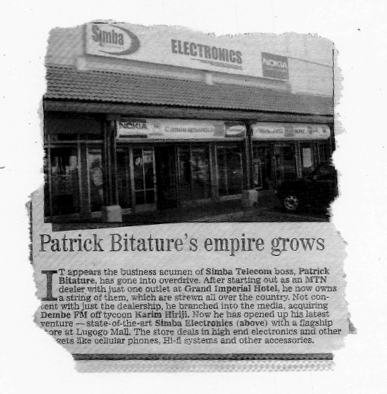 Simba
ELECTRONICS
NOKIA
NOKIA
Patrick Bitature's empire grows
IT appears the business acumen of Simba Telecom boss, Patrick
Bitature, has gone into overdrive. After starting out as an MTN
dealer with just one outlet at Grand Imperial Hotel, he now owns
a string of them, which are strewn all over the country. Not con-
cent with just the dealership, he branched into the media, acquiring
Dembe FM off tycoon Karim Hiriji. Now he has opened up his latest
venture — state-of-the-art Simba Electronics (above) with a flagship
ore at Lugogo Mall. The store deals in high end electronics and other
gets like cellular phones, Hi-fi systems and other accessories.